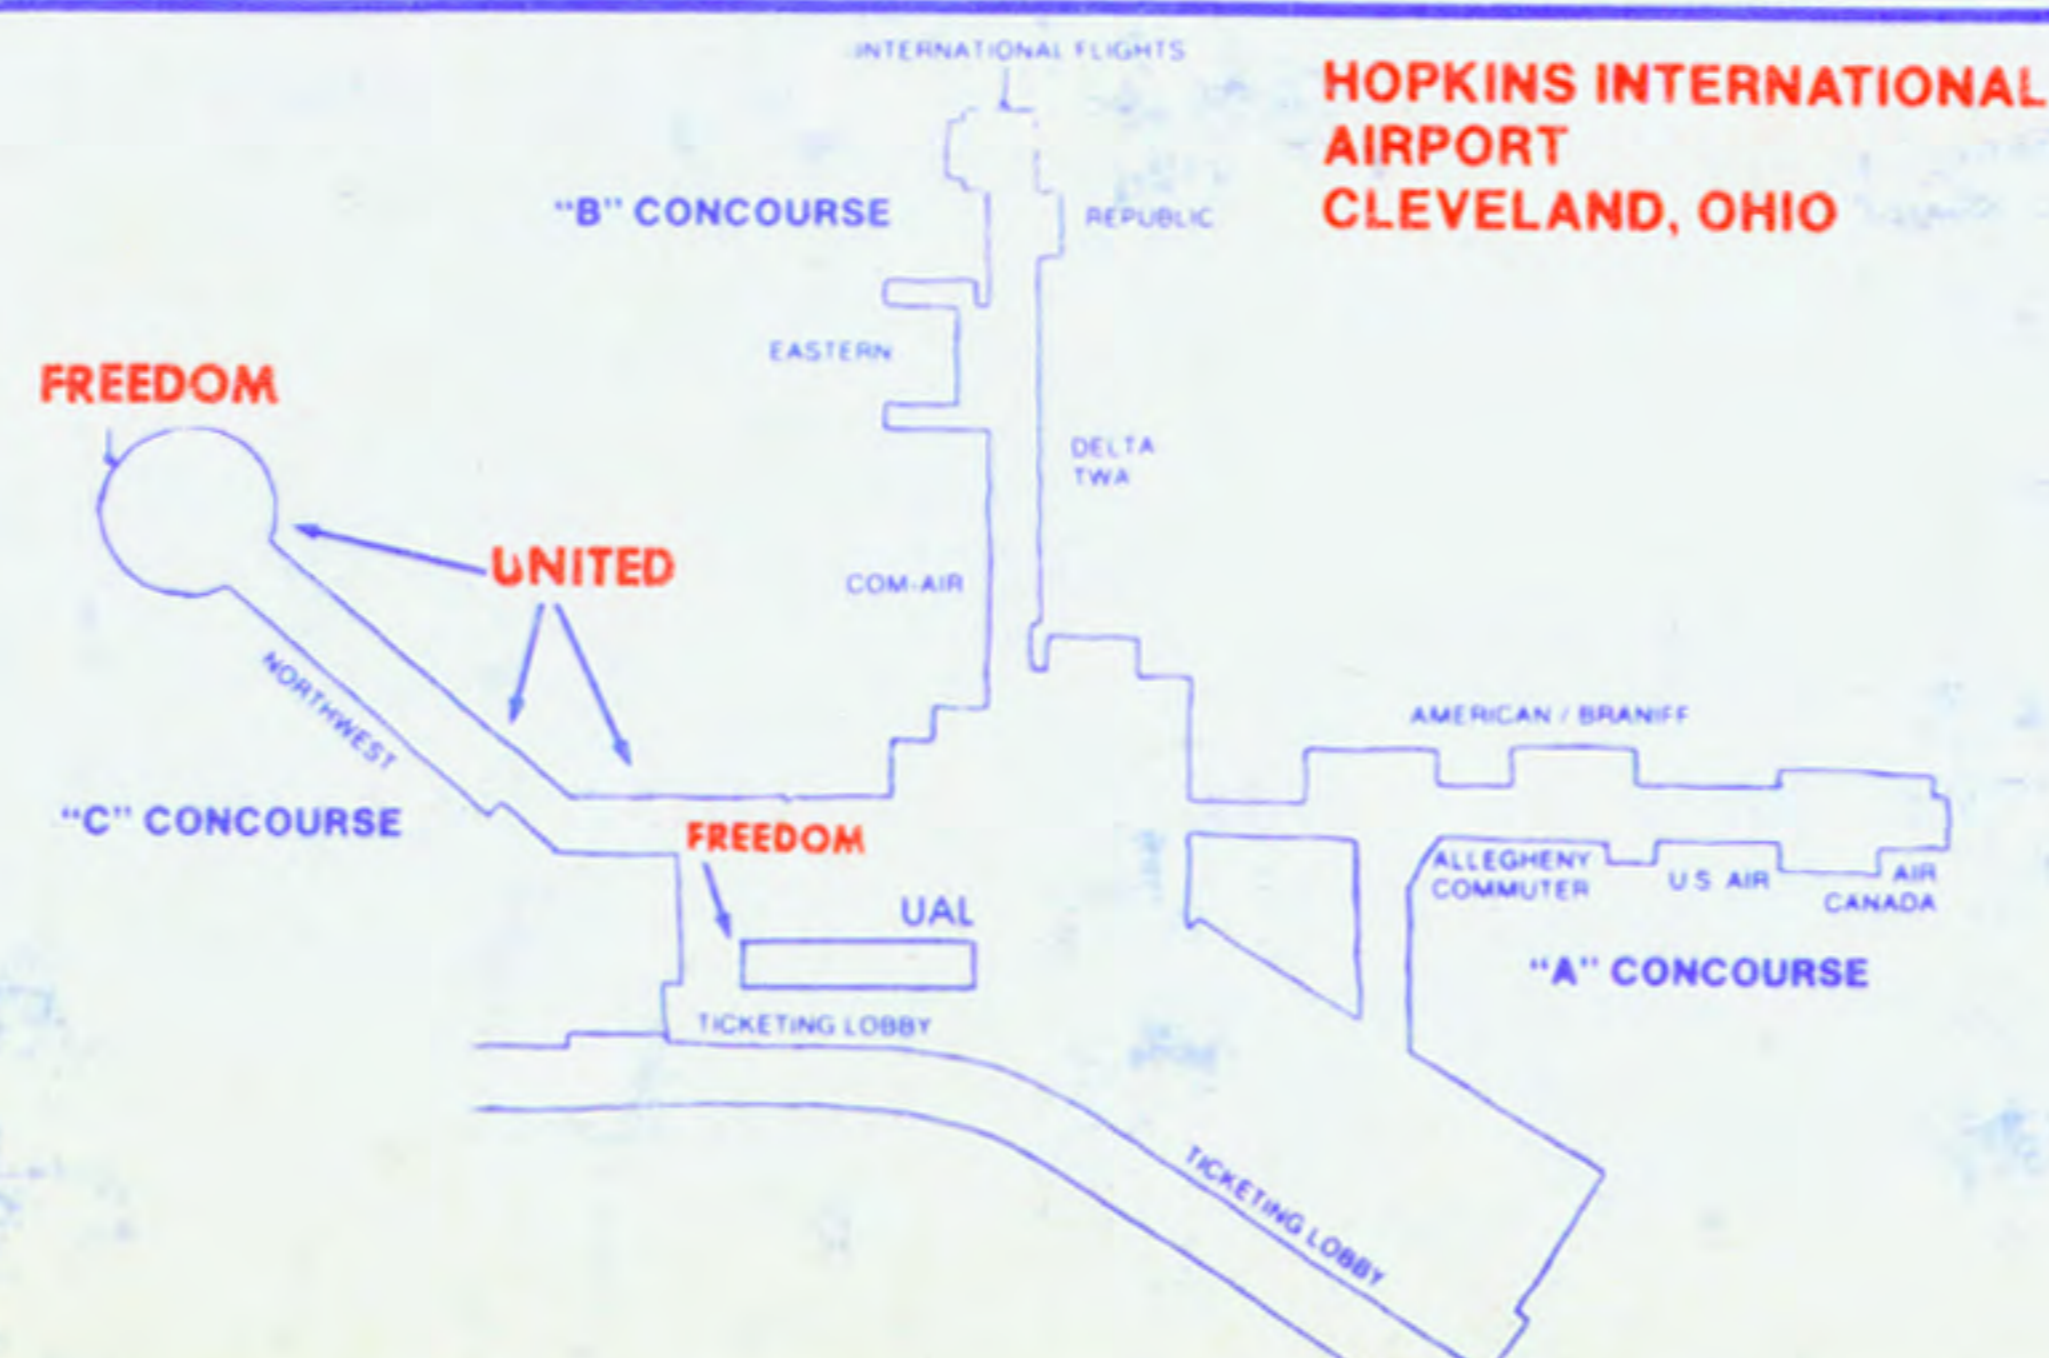 INTERNATIONAL FLIGHTS
HOPKINS INTERNATIONAL
AIRPORT
CLEVELAND, OHIO
"B" CONCOURSE
REPUBLIC
EASTERN
FREEDOM
DELTA
TWA
UNITED
COM-AIR
NORTHWEST
AMERICAN / BRANIFF
"C" CONCOURSE
FREEDOM
ALLEGHENY
COMMUTER
U S AIR
AIR
CANADA
UAL
"A" CONCOURSE
TICKETING LOBBY
TICKETING LOBBY